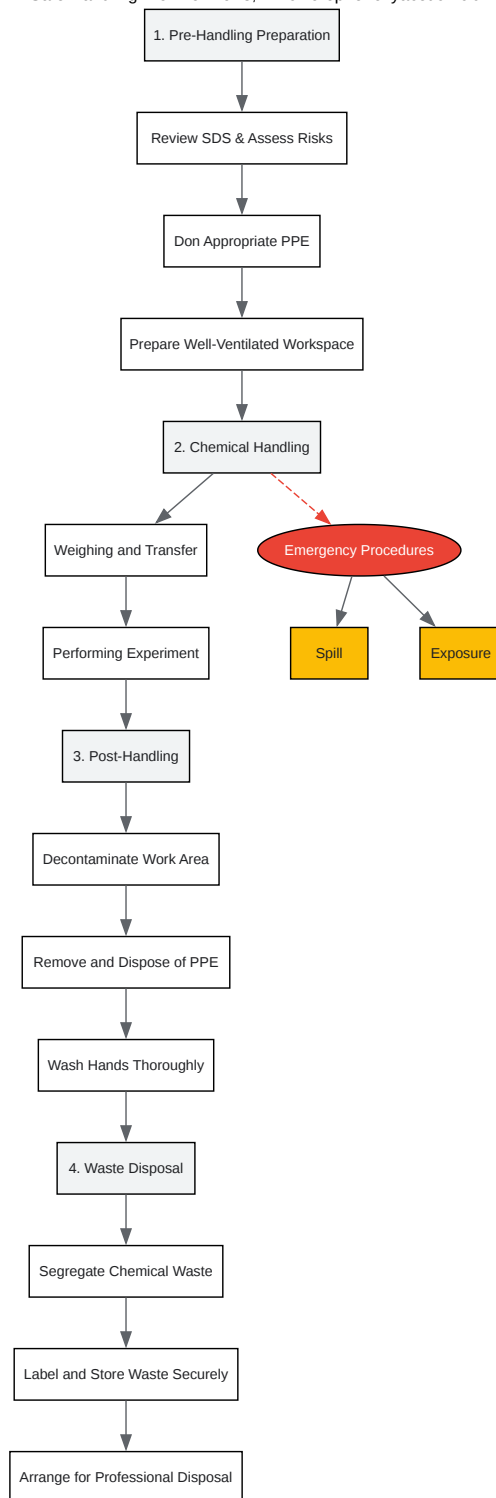 1. Pre-Handling Preparation
Review SDS & Assess Risks
Don Appropriate PPE
Prepare Well-Ventilated Workspace
2. Chemical Handling
Weighing and Transfer
Emergency Procedures
Performing Experiment
Spill
Exposure
3. Post-Handling
Decontaminate Work Area
Remove and Dispose of PPE
Wash Hands Thoroughly
4. Waste Disposal
Segregate Chemical Waste
Label and Store Waste Securely
Arrange for Professional Disposal